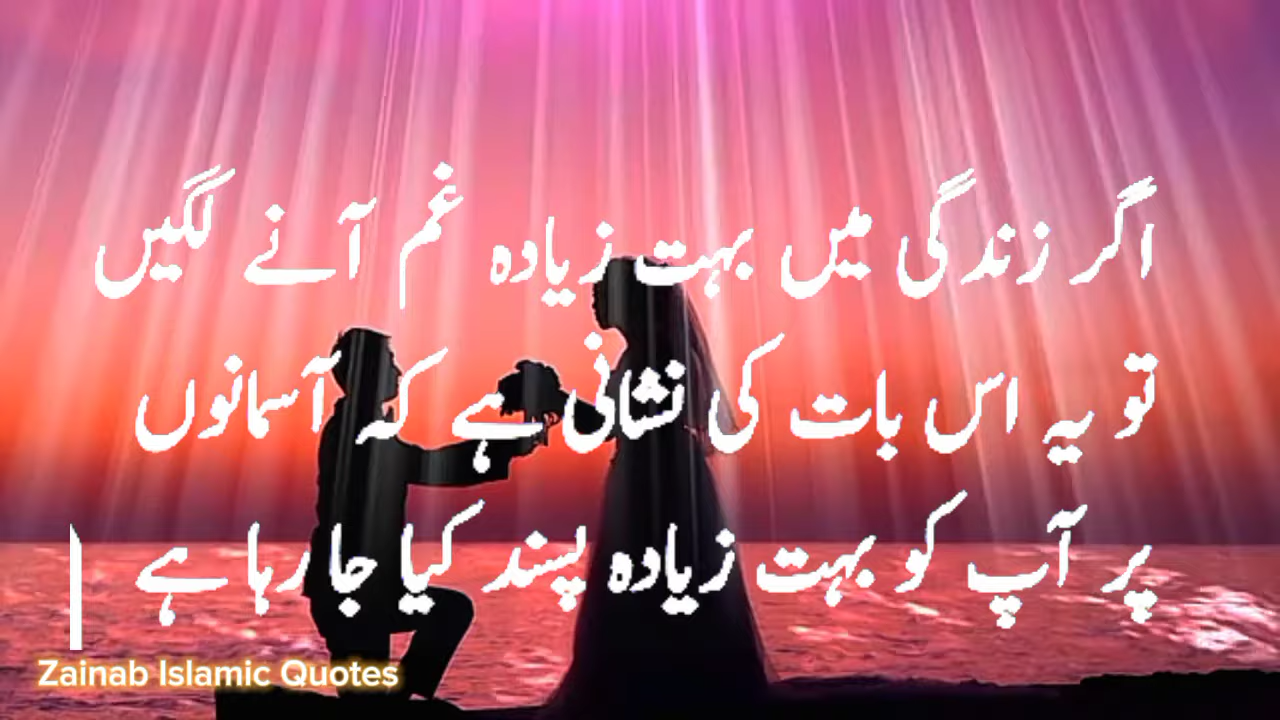 اگر زندگی میں بہت زیادہ غم آنے لگیں
تو یہ اس بات کی نشانی ہے کہ آسمانوں
پر آپ کو بہت زیادہ پسند کیا جا رہا ہے
Zainab Islamic Quotes